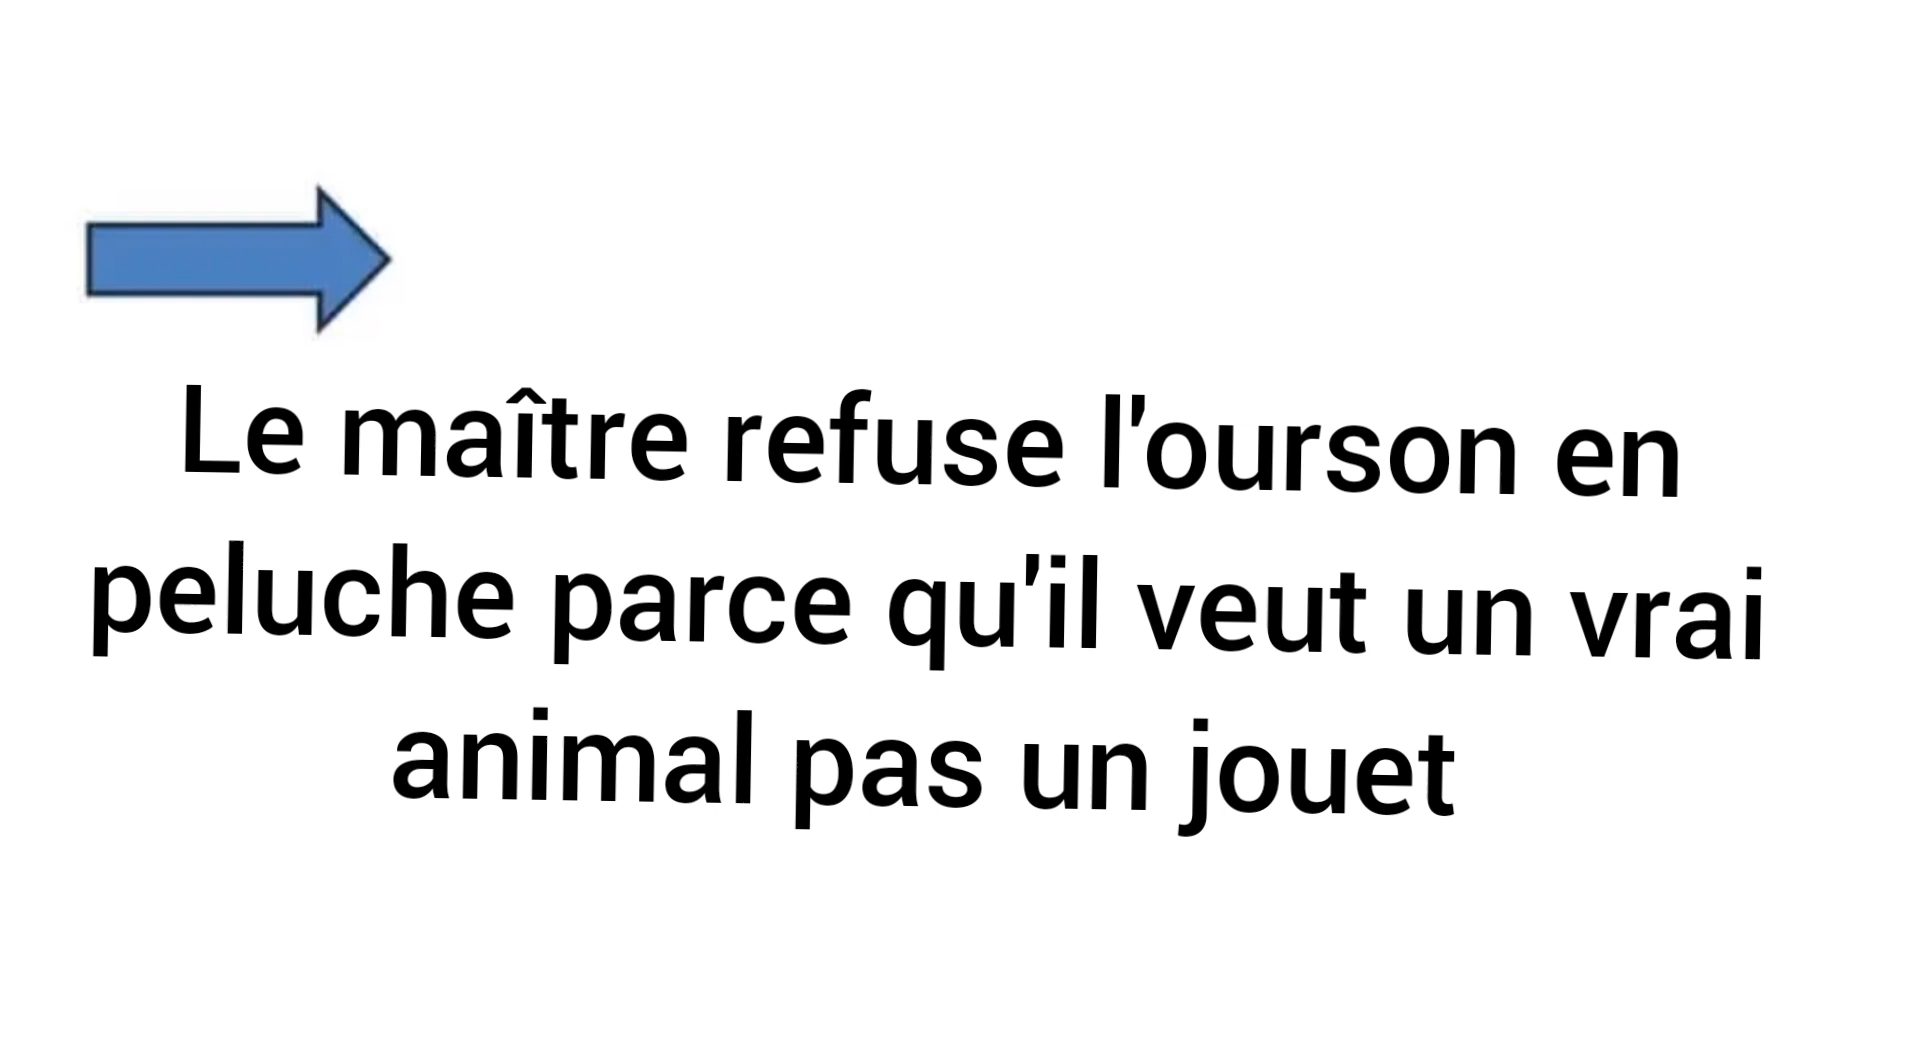 Le maître refuse l'ourson en
peluche parce qu'il veut un vrai
animal pas un jouet